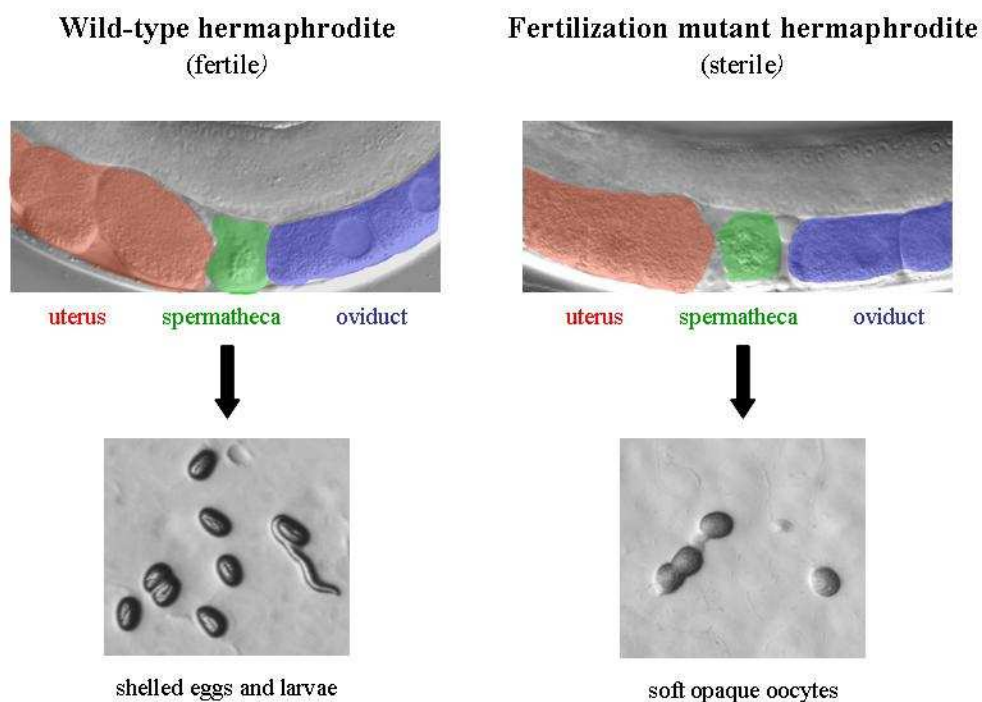 Wild-type hermaphrodite
(fertile)
uterus spermatheca oviduct
shelled eggs and larvae
Fertilization mutant hermaphrodite
(sterile)
uterus spermatheca oviduct
soft opaque oocytes